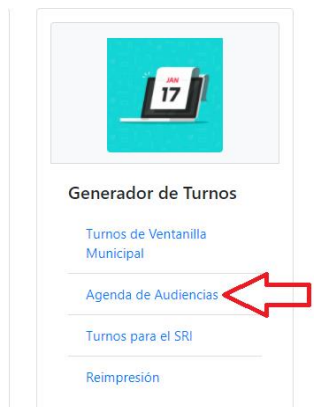 JAN
17
Generador de Turnos
Turnos de Ventanilla
Municipal
Agenda de Audiencias
Turnos para el SRI
Reimpresión